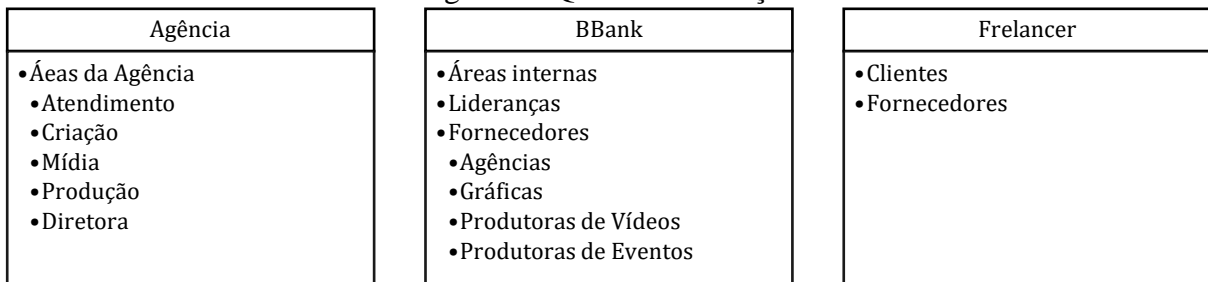 Agência
•Áeas da Agência
•Atendimento
•Criação
•Mídia
•Produção
•Diretora
BBank
•Áreas internas
•Lideranças
•Fornecedores
•Agências
•Gráficas
•Produtoras de Vídeos
•Produtoras de Eventos
Frelancer
•Clientes
•Fornecedores